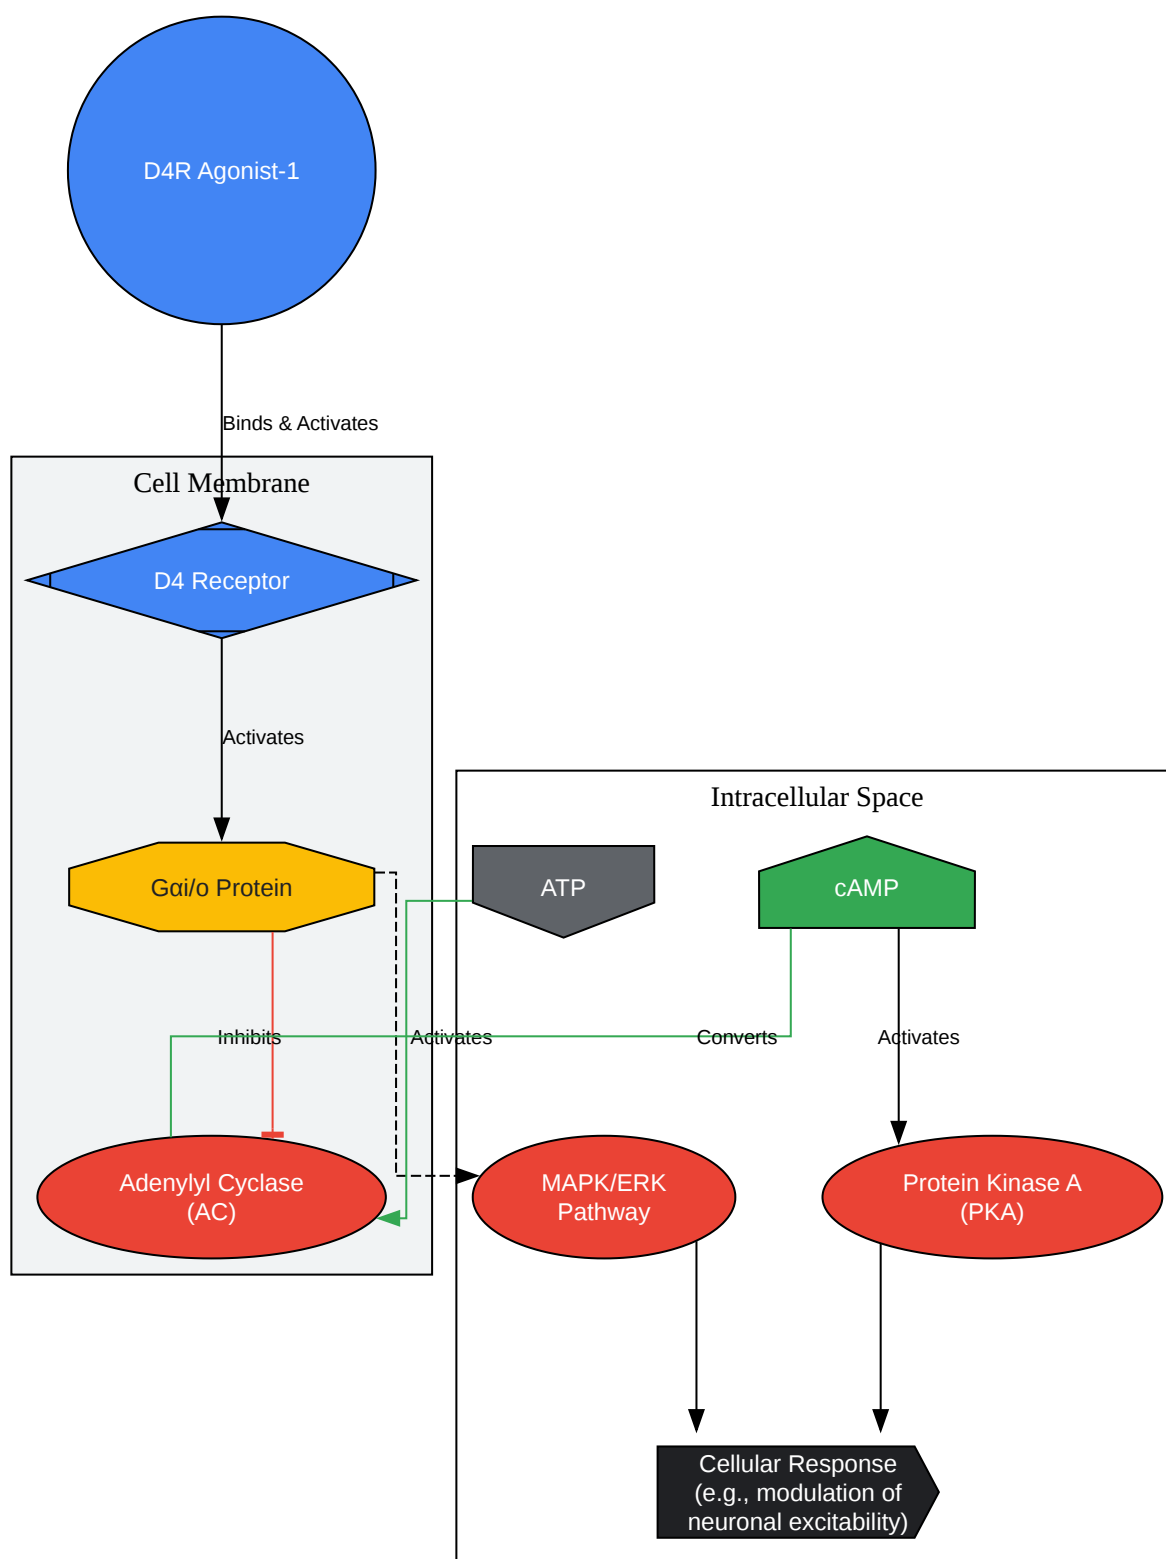 D4R Agonist-1
Binds & Activates
Cell Membrane
D4 Receptor
Activates
Intracellular Space
Gαi/o Protein
ATP
cAMP
Inhibits
Activates
Converts
Activates
Adenylyl Cyclase
(AC)
MAPK/ERK
Pathway
Protein Kinase A
(PKA)
Cellular Response
(e.g., modulation of
neuronal excitability)